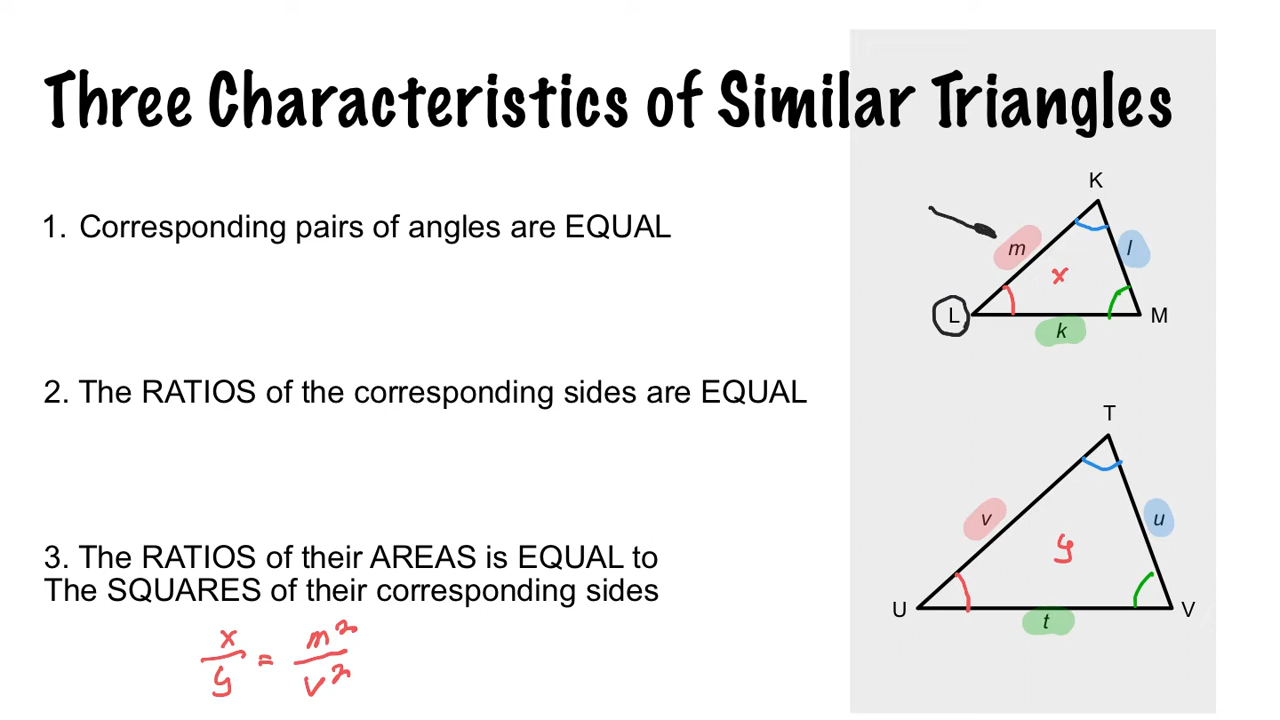 Three Characteristics of Similar Triangles
1. Corresponding pairs of angles are EQUAL
2. The RATIOS of the corresponding sides are EQUAL
3. The RATIOS of their AREAS is EQUAL to
The SQUARES of their corresponding sides
x/y = m²/v²
K
m
l
x
L
M
k
T
v
u
y
U
V
t